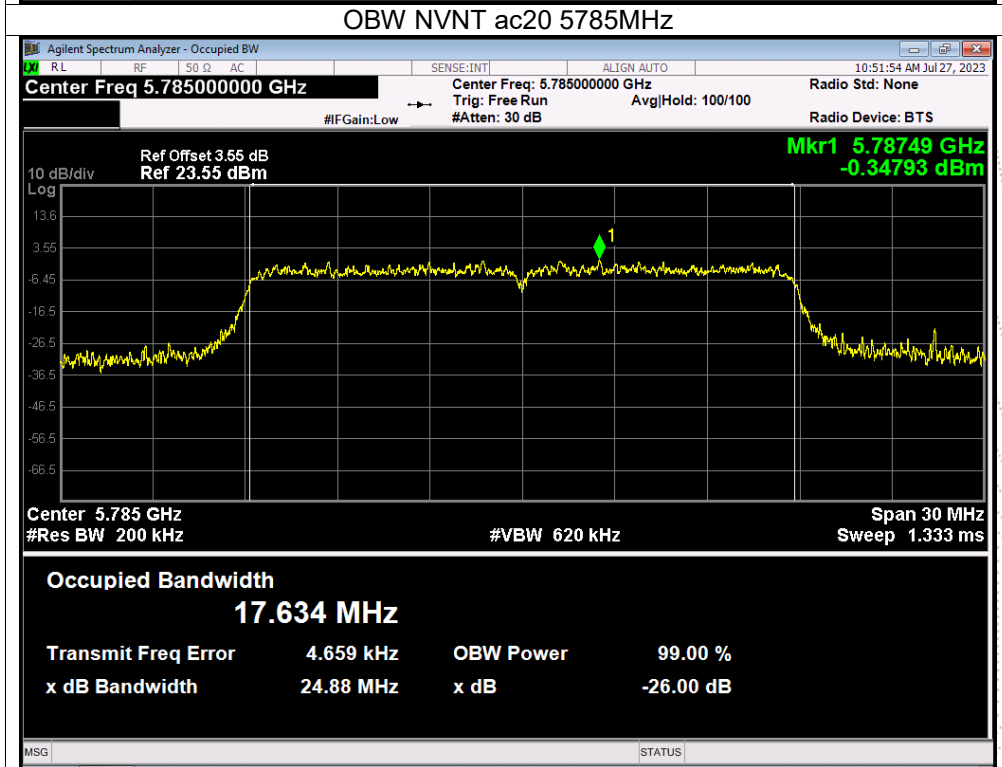 OBW NVNT ac20 5785MHz
Agilent Spectrum Analyzer - Occupied BW
LXI RL RF 50 Ω AC SENSE:INT ALIGN AUTO 10:51:54 AM Jul 27, 2023
Center Freq 5.785000000 GHz Center Freq: 5.785000000 GHz Radio Std: None
Trig: Free Run Avg|Hold: 100/100
#IFGain:Low #Atten: 30 dB Radio Device: BTS
Mkr1 5.78749 GHz
-0.34793 dBm
Ref Offset 3.55 dB
10 dB/div Ref 23.55 dBm
Log
13.6
1
3.55
-6.45
-16.5
-26.5
-36.5
-46.5
-56.5
-66.5
Center 5.785 GHz Span 30 MHz
#Res BW 200 kHz #VBW 620 kHz Sweep 1.333 ms
Occupied Bandwidth
17.634 MHz
Transmit Freq Error 4.659 kHz OBW Power 99.00 %
x dB Bandwidth 24.88 MHz x dB -26.00 dB
MSG STATUS